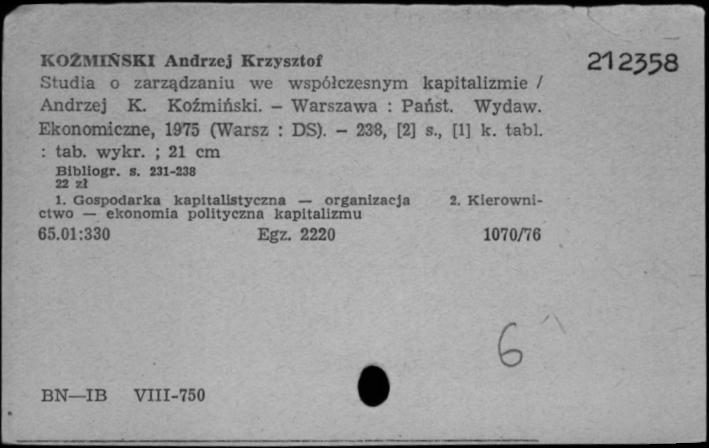 KOŹMIŃSKI Andrzej Krzysztof 212358
Studia o zarządzaniu we współczesnym kapitalizmie /
Andrzej K. Koźmiński. – Warszawa : Państ. Wydaw.
Ekonomiczne, 1975 (Warsz : DS). – 238, [2] s., [1] k. tabl.
: tab. wykr. ; 21 cm
Bibliogr. s. 231-238
22 zł
1. Gospodarka kapitalistyczna — organizacja 2. Kierowni-
ctwo — ekonomia polityczna kapitalizmu
65.01:330 Egz. 2220 1070/76
6
BN—IB VIII-750